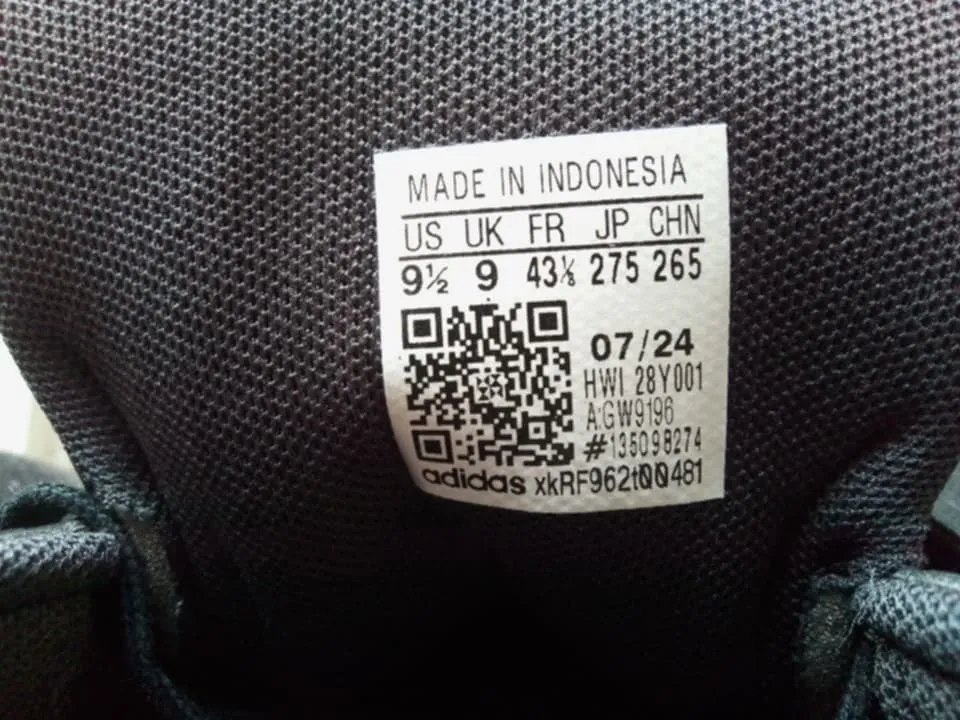 MADE IN INDONESIA
US UK FR JP CHN
9½ 9 43⅓ 275 265
07/24
HWI 28Y001
A:GW9196
#135098274
adidas xkRF962t00481